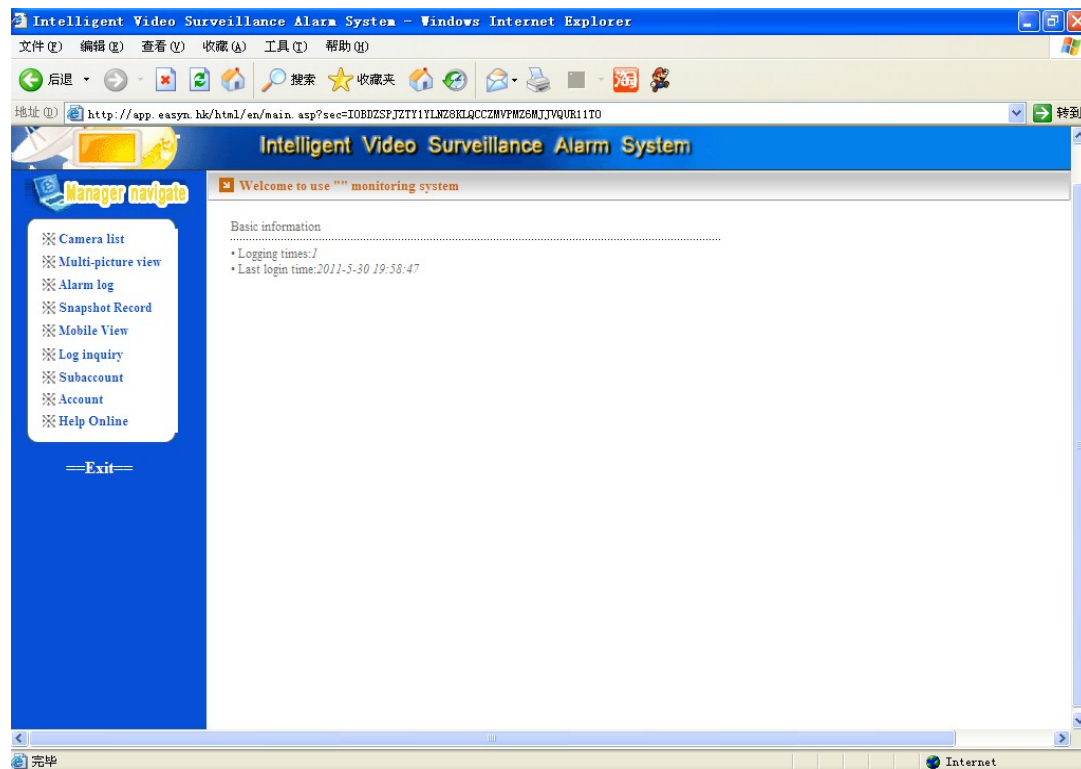 Intelligent Video Surveillance Alarm System - Windows Internet Explorer
文件(F) 编辑(E) 查看(V) 收藏(A) 工具(T) 帮助(H)
后退 搜索 收藏夹 淘
地址(D) http://app.easyn.hk/html/en/main.asp?sec=IOBDZSPJZTY1YLNZ8KLQCCZMVPMZ6MJJVQUR11TO 转到
Intelligent Video Surveillance Alarm System
Manager navigate
Welcome to use "" monitoring system
Basic information
• Logging times:1
• Last login time:2011-5-30 19:58:47
※ Camera list
※ Multi-picture view
※ Alarm log
※ Snapshot Record
※ Mobile View
※ Log inquiry
※ Subaccount
※ Account
※ Help Online
==Exit==
完毕 Internet